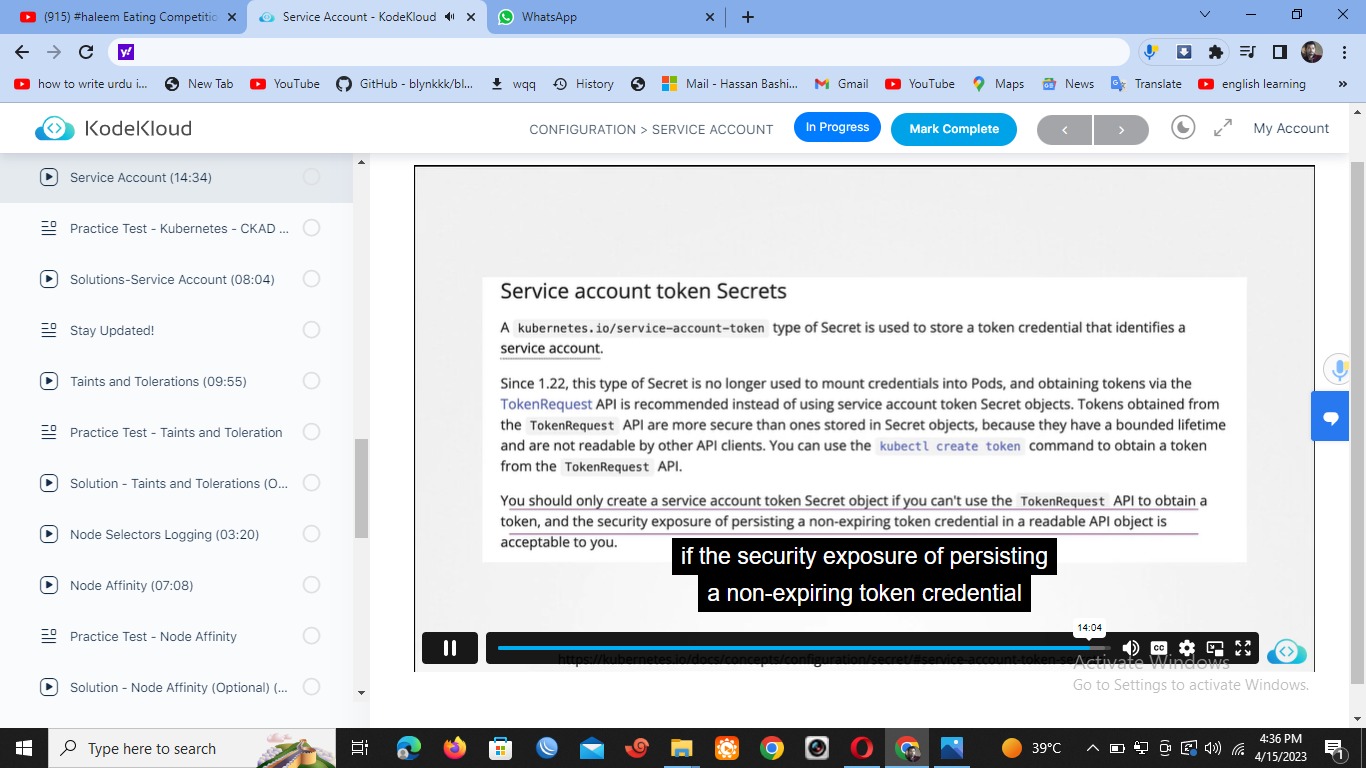 (915) #haleem Eating Competitio
Service Account - KodeKloud
WhatsApp
y!
how to write urdu i...
New Tab
YouTube
GitHub - blynkkk/bl...
wqq
History
Mail - Hassan Bashi...
Gmail
YouTube
Maps
News
Translate
english learning
»
KodeKloud
CONFIGURATION > SERVICE ACCOUNT
In Progress
Mark Complete
<
>
My Account
Service Account (14:34)
Practice Test - Kubernetes - CKAD ...
Solutions-Service Account (08:04)
Stay Updated!
Taints and Tolerations (09:55)
Practice Test - Taints and Toleration
Solution - Taints and Tolerations (O...
Node Selectors Logging (03:20)
Node Affinity (07:08)
Practice Test - Node Affinity
Solution - Node Affinity (Optional) (...
Service account token Secrets
A kubernetes.io/service-account-token type of Secret is used to store a token credential that identifies a
service account.
Since 1.22, this type of Secret is no longer used to mount credentials into Pods, and obtaining tokens via the
TokenRequest API is recommended instead of using service account token Secret objects. Tokens obtained from
the TokenRequest API are more secure than ones stored in Secret objects, because they have a bounded lifetime
and are not readable by other API clients. You can use the kubectl create token command to obtain a token
from the TokenRequest API.
You should only create a service account token Secret object if you can't use the TokenRequest API to obtain a
token, and the security exposure of persisting a non-expiring token credential in a readable API object is
acceptable to you.
if the security exposure of persisting
a non-expiring token credential
14:04
CC
https://kubernetes.io/docs/concepts/configuration/secret/#service-account-token-se
Activate Windows
Go to Settings to activate Windows.
Type here to search
39°C
4:36 PM
4/15/2023
1